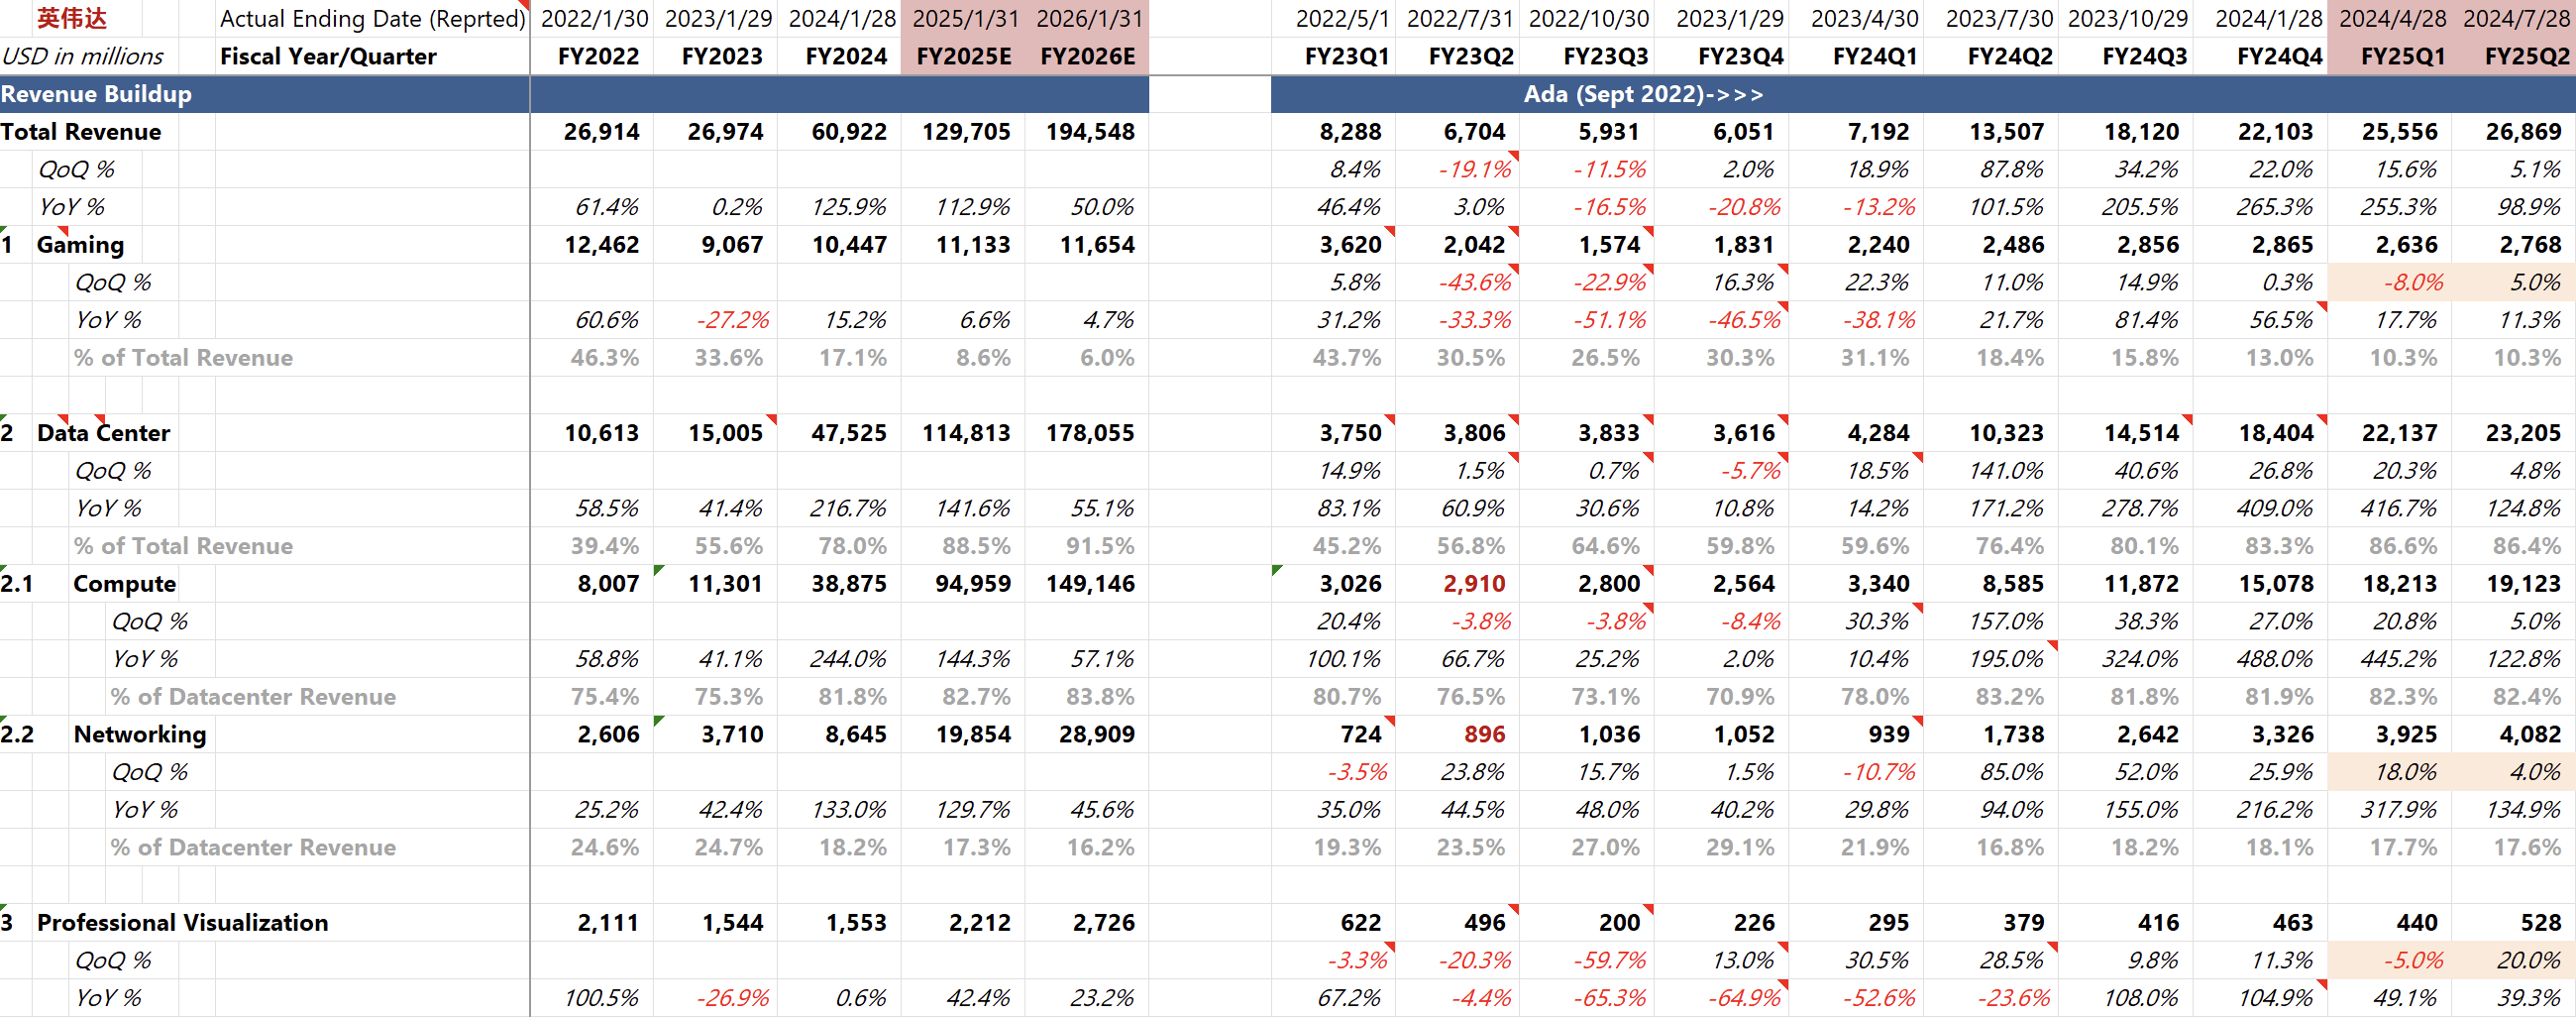 英伟达 Actual Ending Date (Reprted) 2022/1/30 2023/1/29 2024/1/28 2025/1/31 2026/1/31 2022/5/1 2022/7/31 2022/10/30 2023/1/29 2023/4/30 2023/7/30 2023/10/29 2024/1/28 2024/4/28 2024/7/28
USD in millions Fiscal Year/Quarter FY2022 FY2023 FY2024 FY2025E FY2026E FY23Q1 FY23Q2 FY23Q3 FY23Q4 FY24Q1 FY24Q2 FY24Q3 FY24Q4 FY25Q1 FY25Q2
Revenue Buildup Ada (Sept 2022)->>>
Total Revenue 26,914 26,974 60,922 129,705 194,548 8,288 6,704 5,931 6,051 7,192 13,507 18,120 22,103 25,556 26,869
QoQ % 8.4% -19.1% -11.5% 2.0% 18.9% 87.8% 34.2% 22.0% 15.6% 5.1%
YoY % 61.4% 0.2% 125.9% 112.9% 50.0% 46.4% 3.0% -16.5% -20.8% -13.2% 101.5% 205.5% 265.3% 255.3% 98.9%
1 Gaming 12,462 9,067 10,447 11,133 11,654 3,620 2,042 1,574 1,831 2,240 2,486 2,856 2,865 2,636 2,768
QoQ % 5.8% -43.6% -22.9% 16.3% 22.3% 11.0% 14.9% 0.3% -8.0% 5.0%
YoY % 60.6% -27.2% 15.2% 6.6% 4.7% 31.2% -33.3% -51.1% -46.5% -38.1% 21.7% 81.4% 56.5% 17.7% 11.3%
% of Total Revenue 46.3% 33.6% 17.1% 8.6% 6.0% 43.7% 30.5% 26.5% 30.3% 31.1% 18.4% 15.8% 13.0% 10.3% 10.3%
2 Data Center 10,613 15,005 47,525 114,813 178,055 3,750 3,806 3,833 3,616 4,284 10,323 14,514 18,404 22,137 23,205
QoQ % 14.9% 1.5% 0.7% -5.7% 18.5% 141.0% 40.6% 26.8% 20.3% 4.8%
YoY % 58.5% 41.4% 216.7% 141.6% 55.1% 83.1% 60.9% 30.6% 10.8% 14.2% 171.2% 278.7% 409.0% 416.7% 124.8%
% of Total Revenue 39.4% 55.6% 78.0% 88.5% 91.5% 45.2% 56.8% 64.6% 59.8% 59.6% 76.4% 80.1% 83.3% 86.6% 86.4%
2.1 Compute 8,007 11,301 38,875 94,959 149,146 3,026 2,910 2,800 2,564 3,340 8,585 11,872 15,078 18,213 19,123
QoQ % 20.4% -3.8% -3.8% -8.4% 30.3% 157.0% 38.3% 27.0% 20.8% 5.0%
YoY % 58.8% 41.1% 244.0% 144.3% 57.1% 100.1% 66.7% 25.2% 2.0% 10.4% 195.0% 324.0% 488.0% 445.2% 122.8%
% of Datacenter Revenue 75.4% 75.3% 81.8% 82.7% 83.8% 80.7% 76.5% 73.1% 70.9% 78.0% 83.2% 81.8% 81.9% 82.3% 82.4%
2.2 Networking 2,606 3,710 8,645 19,854 28,909 724 896 1,036 1,052 939 1,738 2,642 3,326 3,925 4,082
QoQ % -3.5% 23.8% 15.7% 1.5% -10.7% 85.0% 52.0% 25.9% 18.0% 4.0%
YoY % 25.2% 42.4% 133.0% 129.7% 45.6% 35.0% 44.5% 48.0% 40.2% 29.8% 94.0% 155.0% 216.2% 317.9% 134.9%
% of Datacenter Revenue 24.6% 24.7% 18.2% 17.3% 16.2% 19.3% 23.5% 27.0% 29.1% 21.9% 16.8% 18.2% 18.1% 17.7% 17.6%
3 Professional Visualization 2,111 1,544 1,553 2,212 2,726 622 496 200 226 295 379 416 463 440 528
QoQ % -3.3% -20.3% -59.7% 13.0% 30.5% 28.5% 9.8% 11.3% -5.0% 20.0%
YoY % 100.5% -26.9% 0.6% 42.4% 23.2% 67.2% -4.4% -65.3% -64.9% -52.6% -23.6% 108.0% 104.9% 49.1% 39.3%